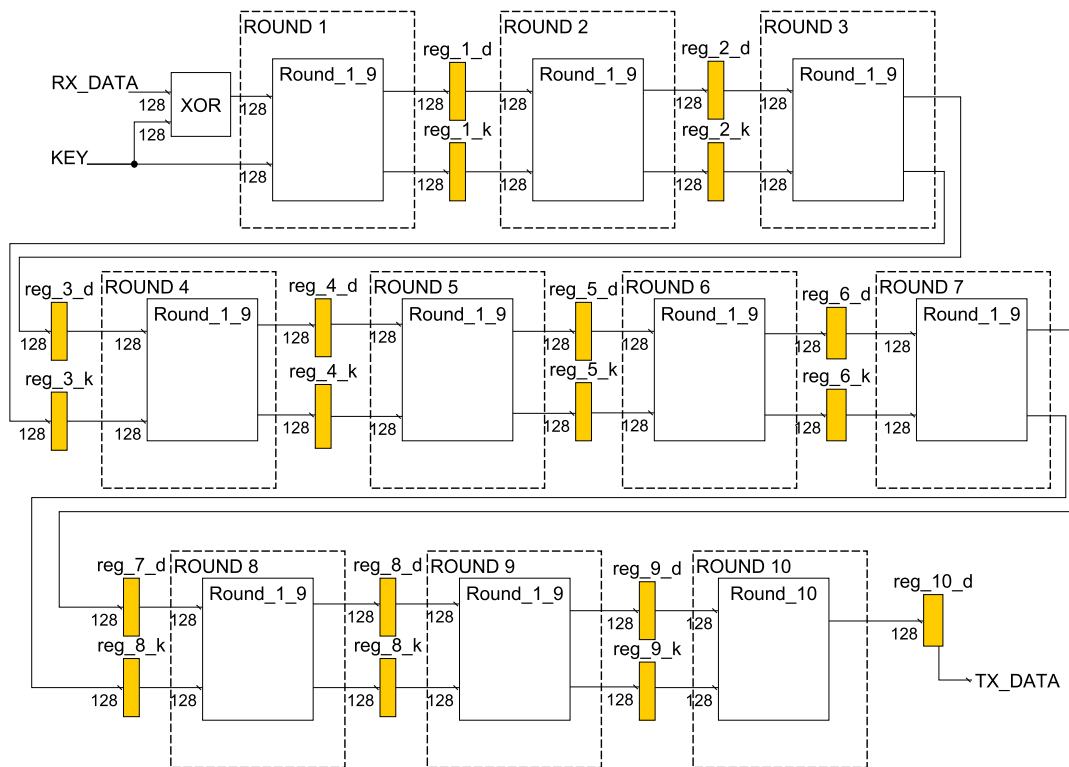 ROUND 1
ROUND 2
ROUND 3
reg_1_d
reg_2_d
Round_1_9
Round_1_9
Round_1_9
RX_DATA
XOR
128
128
128
128
128
128
128
128
reg_1_k
reg_2_k
KEY
128
128
128
128
128
128
ROUND 4
ROUND 5
ROUND 6
ROUND 7
reg_3_d
reg_4_d
reg_5_d
reg_6_d
Round_1_9
Round_1_9
Round_1_9
Round_1_9
128
128
128
128
128
128
128
128
reg_3_k
reg_4_k
reg_5_k
reg_6_k
128
128
128
128
128
128
128
128
ROUND 8
ROUND 9
ROUND 10
reg_7_d
reg_8_d
reg_9_d
reg_10_d
Round_1_9
Round_1_9
Round_10
128
128
128
128
128
128
128
reg_8_k
reg_8_k
reg_9_k
TX_DATA
128
128
128
128
128
128